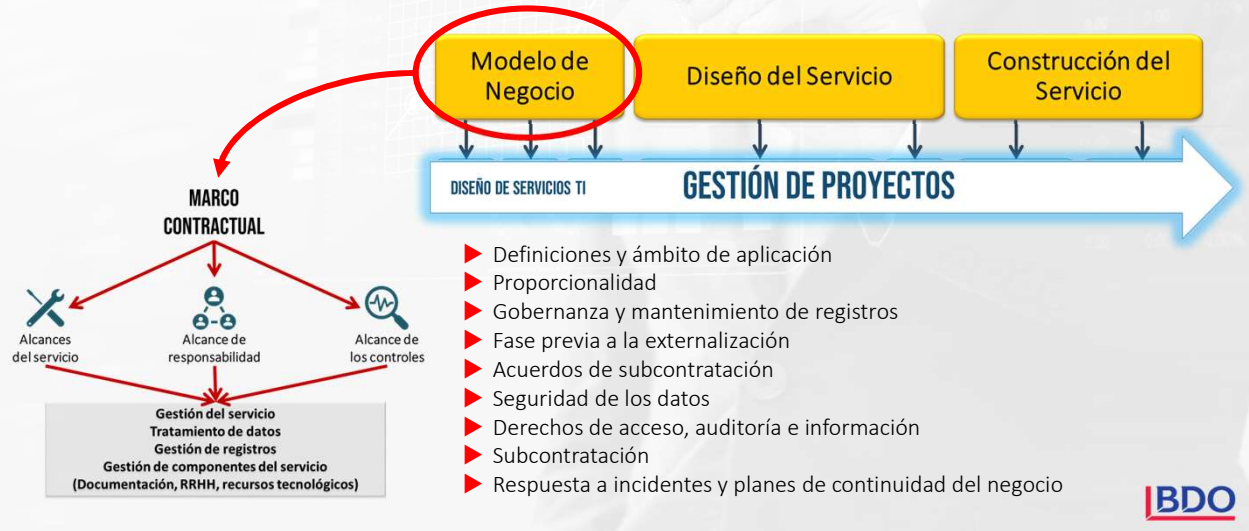 Modelo de
Negocio
Diseño del Servicio
Construcción del
Servicio
DISEÑO DE SERVICIOS TI
GESTIÓN DE PROYECTOS
MARCO
CONTRACTUAL
Alcances
del servicio
Alcance de
responsabilidad
Alcance de
los controles
Gestión del servicio
Tratamiento de datos
Gestión de registros
Gestión de componentes del servicio
(Documentación, RRHH, recursos tecnológicos)
Definiciones y ámbito de aplicación
Proporcionalidad
Gobernanza y mantenimiento de registros
Fase previa a la externalización
Acuerdos de subcontratación
Seguridad de los datos
Derechos de acceso, auditoría e información
Subcontratación
Respuesta a incidentes y planes de continuidad del negocio
BDO